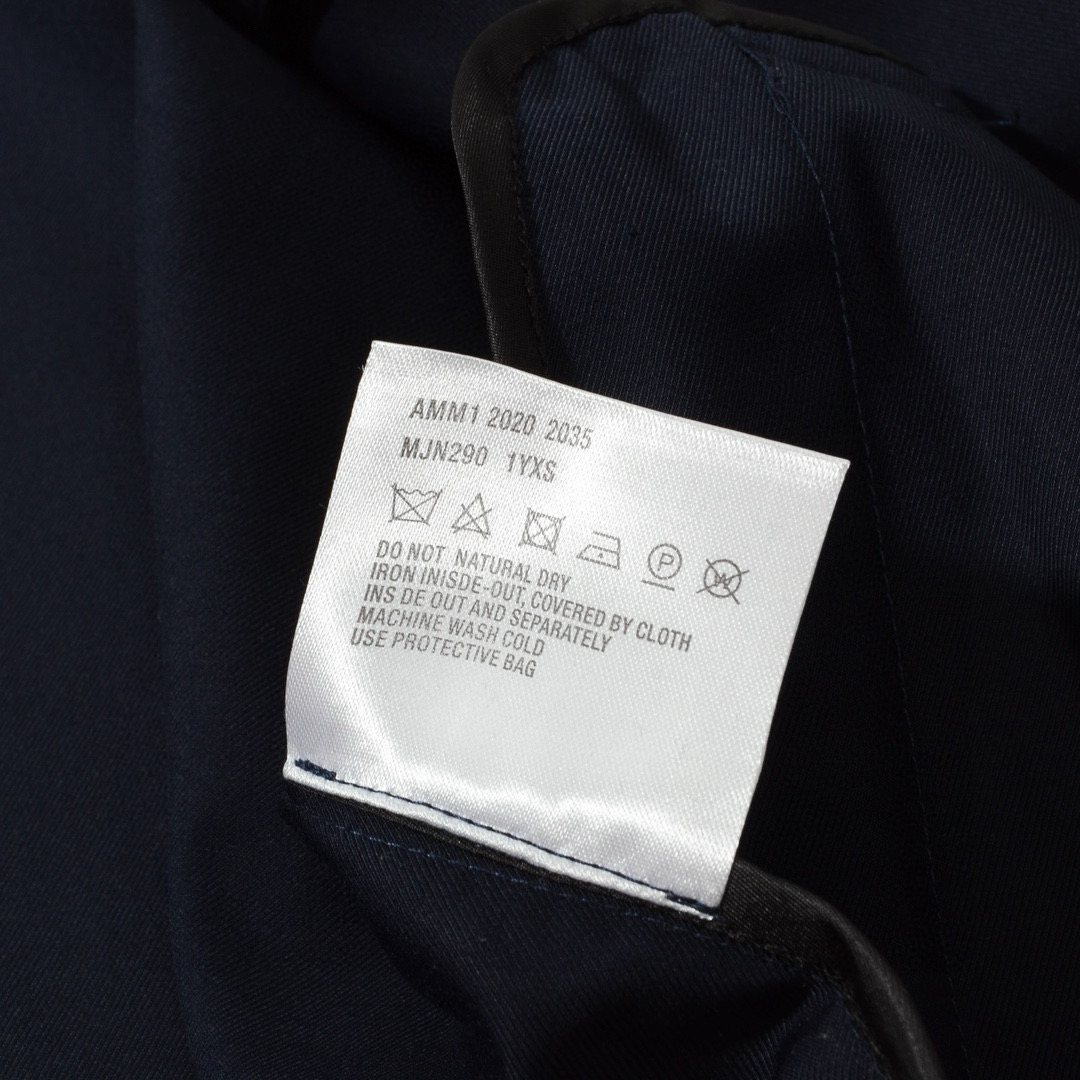 AMM1 2020 2035
MJN290 1YXS
P W
DO NOT NATURAL DRY
IRON INISDE-OUT, COVERED BY CLOTH
INS DE OUT AND SEPARATELY
MACHINE WASH COLD
USE PROTECTIVE BAG